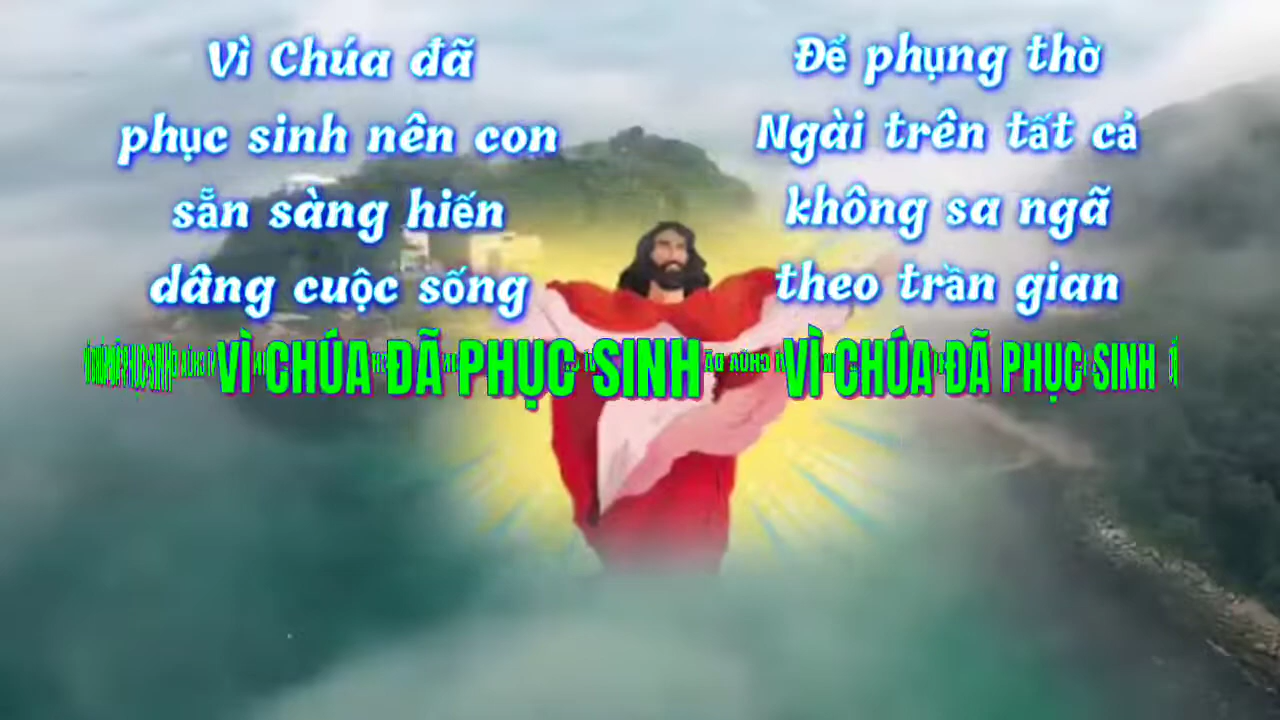 Vì Chúa đã
phục sinh nên con
sẵn sàng hiến
dâng cuộc sống
Để phụng thờ
Ngài trên tất cả
không sa ngã
theo trần gian
VÌ CHÚA ĐÃ PHỤC SINH VÌ CHÚA ĐÃ PHỤC SINH